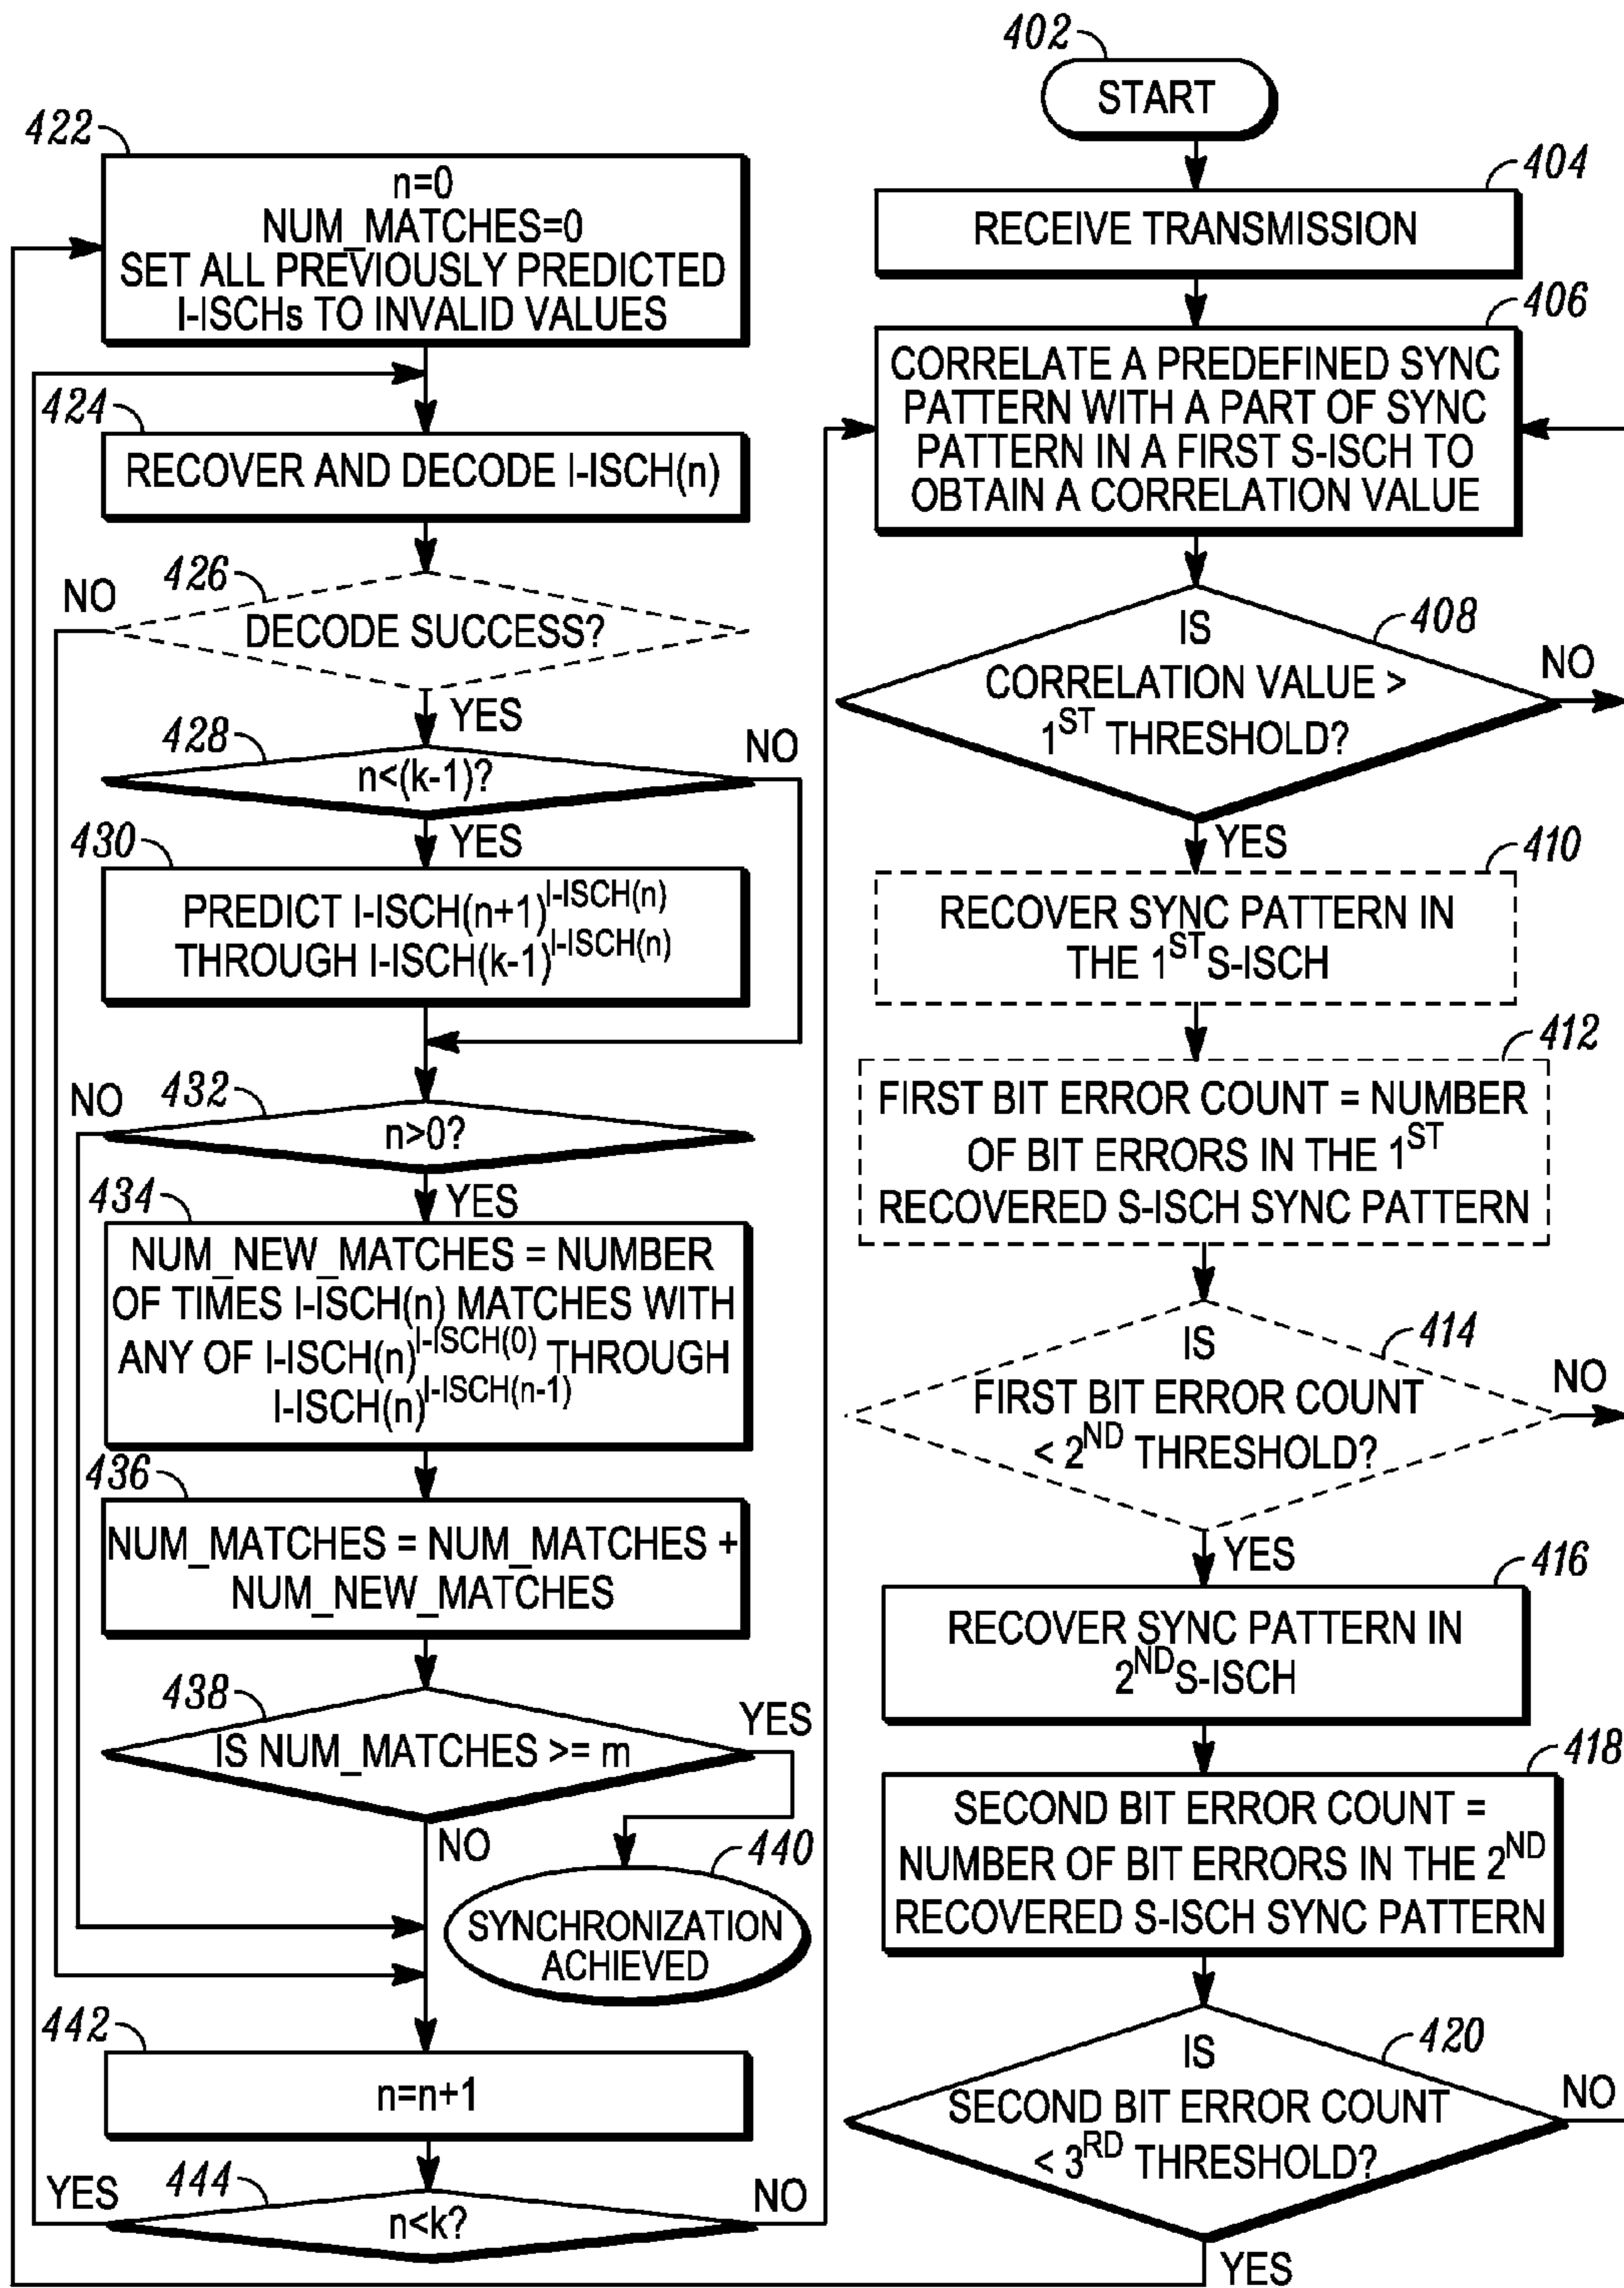 402
START
404
RECEIVE TRANSMISSION
406
CORRELATE A PREDEFINED SYNC
PATTERN WITH A PART OF SYNC
PATTERN IN A FIRST S-ISCH TO
OBTAIN A CORRELATION VALUE
408
IS
CORRELATION VALUE >
1ST THRESHOLD?
NO
YES
410
RECOVER SYNC PATTERN IN
THE 1ST S-ISCH
412
FIRST BIT ERROR COUNT = NUMBER
OF BIT ERRORS IN THE 1ST
RECOVERED S-ISCH SYNC PATTERN
414
IS
FIRST BIT ERROR COUNT
< 2ND THRESHOLD?
NO
YES
416
RECOVER SYNC PATTERN IN
2ND S-ISCH
418
SECOND BIT ERROR COUNT =
NUMBER OF BIT ERRORS IN THE 2ND
RECOVERED S-ISCH SYNC PATTERN
420
IS
SECOND BIT ERROR COUNT
< 3RD THRESHOLD?
NO
YES
422
n=0
NUM_MATCHES=0
SET ALL PREVIOUSLY PREDICTED
I-ISCHs TO INVALID VALUES
424
RECOVER AND DECODE I-ISCH(n)
426
NO
DECODE SUCCESS?
YES
428
n<(k-1)?
NO
YES
430
PREDICT I-ISCH(n+1)I-ISCH(n)
THROUGH I-ISCH(k-1)I-ISCH(n)
432
NO
n>0?
YES
434
NUM_NEW_MATCHES = NUMBER
OF TIMES I-ISCH(n) MATCHES WITH
ANY OF I-ISCH(n)I-ISCH(0) THROUGH
I-ISCH(n)I-ISCH(n-1)
436
NUM_MATCHES = NUM_MATCHES +
NUM_NEW_MATCHES
438
IS NUM_MATCHES >= m
YES
NO
440
SYNCHRONIZATION
ACHIEVED
442
n=n+1
444
YES
n<k?
NO